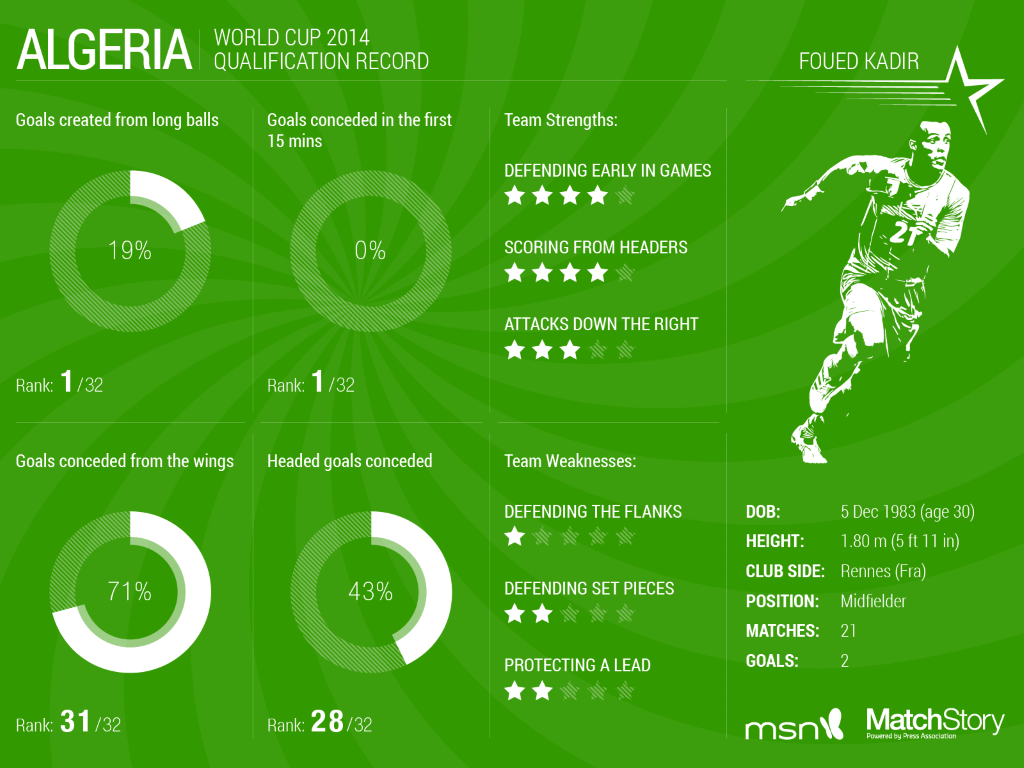 ALGERIA
WORLD CUP 2014
QUALIFICATION RECORD
FOUED KADIR
Goals created from long balls
19%
Rank: 1/32
Goals conceded in the first
15 mins
0%
Rank: 1/32
Team Strengths:
DEFENDING EARLY IN GAMES
SCORING FROM HEADERS
ATTACKS DOWN THE RIGHT
21
Goals conceded from the wings
71%
Rank: 31/32
Headed goals conceded
43%
Rank: 28/32
Team Weaknesses:
DEFENDING THE FLANKS
DEFENDING SET PIECES
PROTECTING A LEAD
DOB: 5 Dec 1983 (age 30)
HEIGHT: 1.80 m (5 ft 11 in)
CLUB SIDE: Rennes (Fra)
POSITION: Midfielder
MATCHES: 21
GOALS: 2
msn
MatchStory
Powered by Press Association